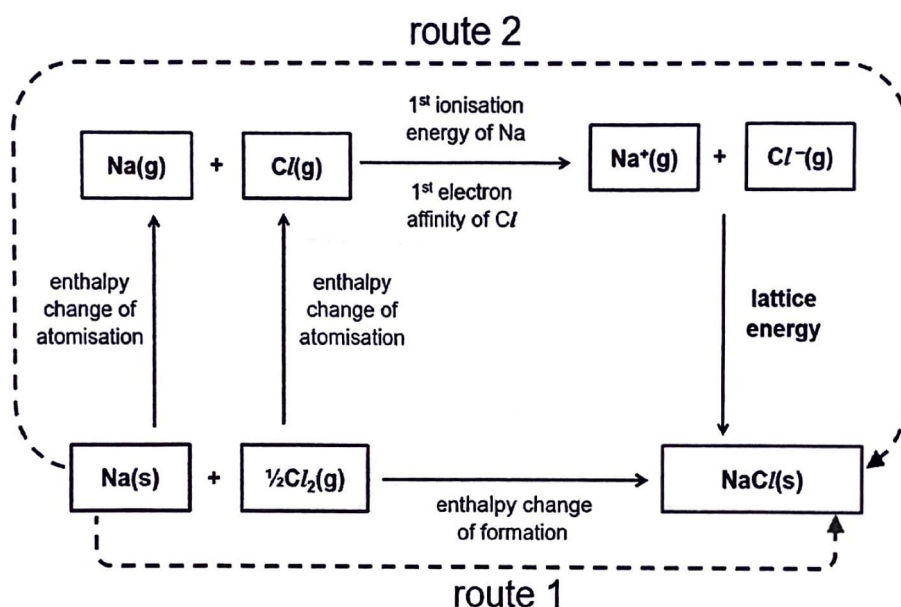 route 2
1st ionisation
energy of Na
Na(g) + Cl(g)
Na⁺(g) + Cl⁻(g)
1st electron
affinity of Cl
enthalpy
change of
atomisation
enthalpy
change of
atomisation
lattice
energy
Na(s) + ½Cl₂(g)
NaCl(s)
enthalpy change
of formation
route 1